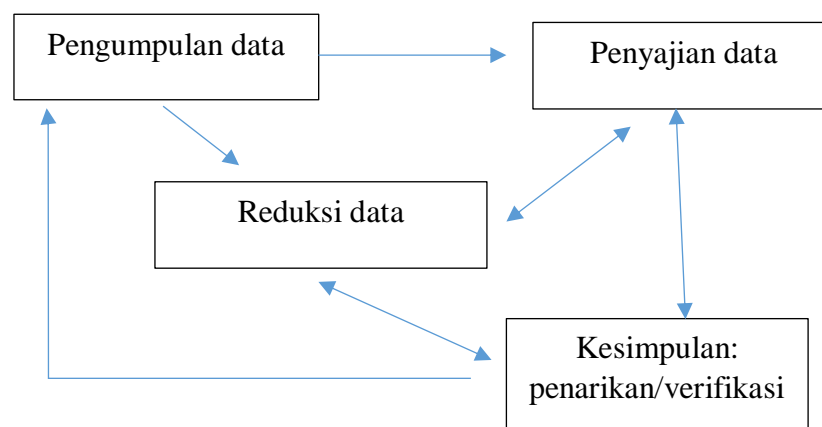 Pengumpulan data
Penyajian data
Reduksi data
Kesimpulan:
penarikan/verifikasi